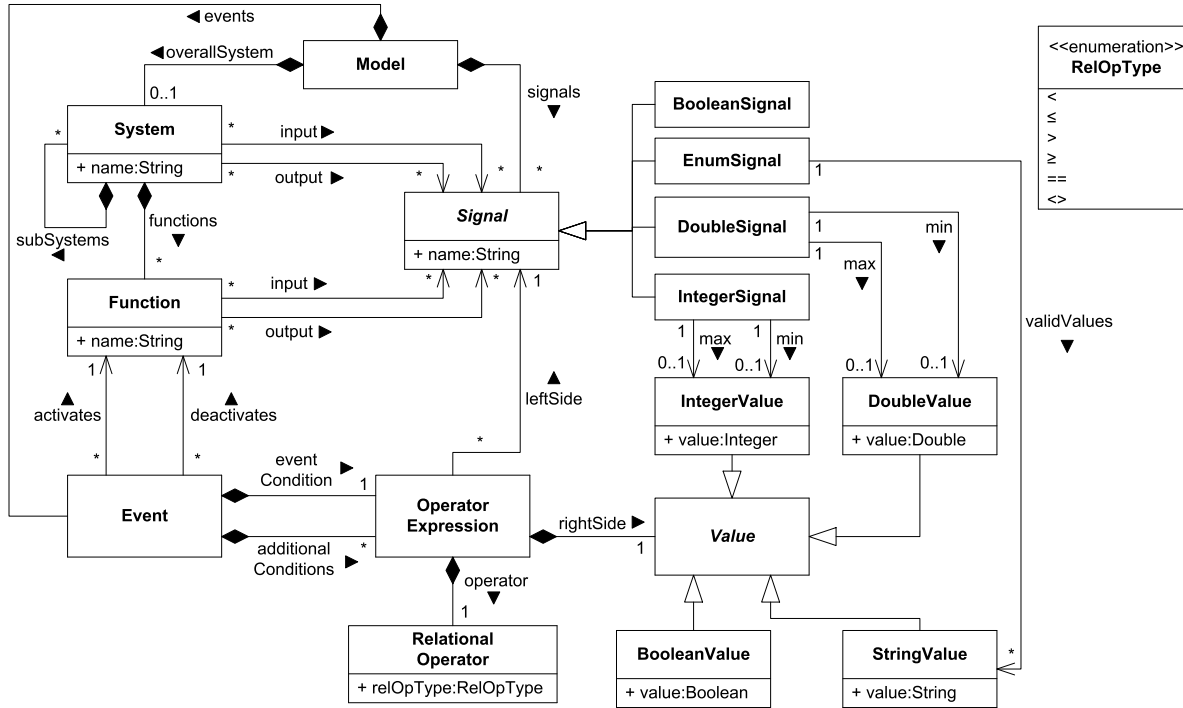 ◀ events
◀overallSystem
Model
0..1
signals
▼
*
System
+ name:String
*
subSystems
◀
functions
▼
*
*
input ▶
*
*
output ▶
*
Signal
+ name:String
BooleanSignal
EnumSignal
1
DoubleSignal
1
1
IntegerSignal
1
1
max
▼
min
▼
0..1
0..1
max
▼
min
▼
0..1
0..1
validValues
▼
*
<<enumeration>>
RelOpType
<
≤
>
≥
==
<>
Function
+ name:String
*
input ▶
*
*
output ▶
*
1
1
▲
activates
▲
deactivates
*
*
1
▲
leftSide
*
IntegerValue
+ value:Integer
DoubleValue
+ value:Double
Event
event
Condition
▶
1
additional
Conditions
▶
*
Operator
Expression
rightSide ▶
1
Value
operator
▼
1
Relational
Operator
+ relOpType:RelOpType
BooleanValue
+ value:Boolean
StringValue
+ value:String